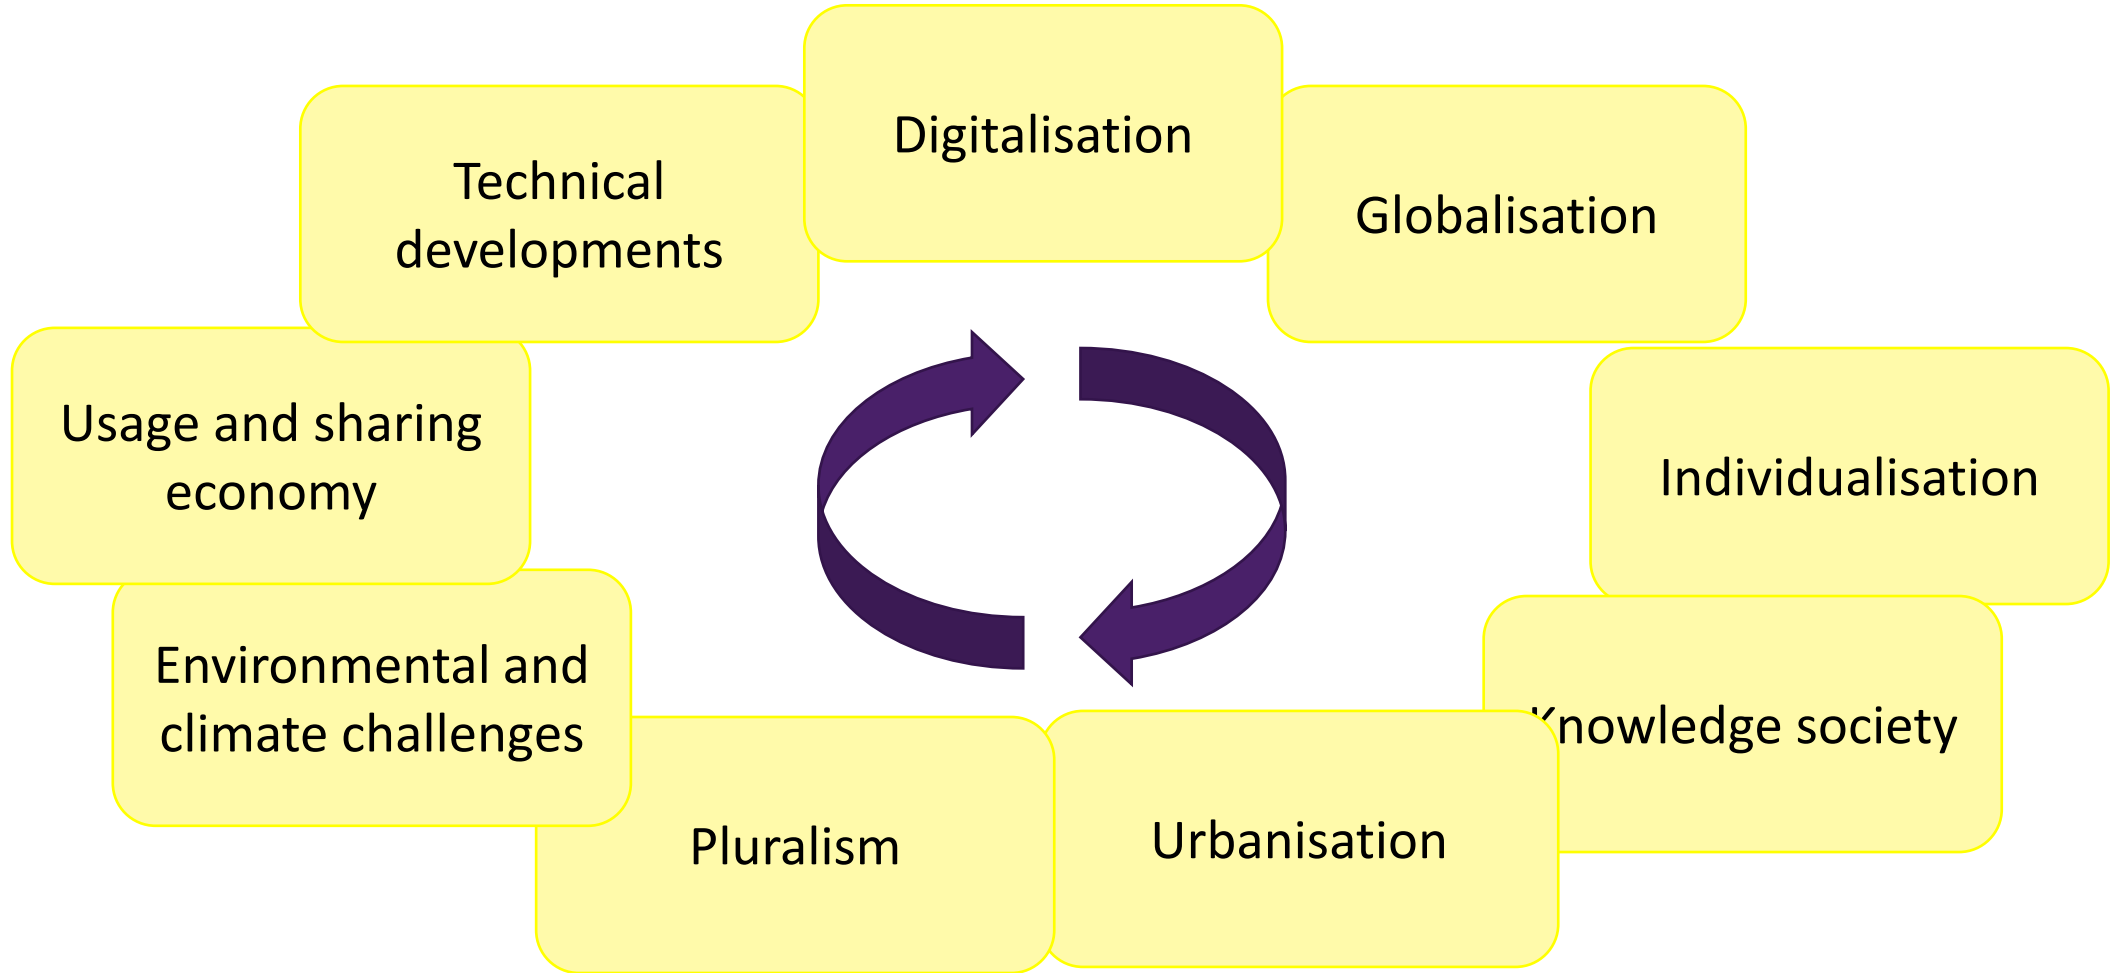 Digitalisation
Globalisation
Individualisation
Knowledge society
Urbanisation
Pluralism
Environmental and
climate challenges
Usage and sharing
economy
Technical
developments